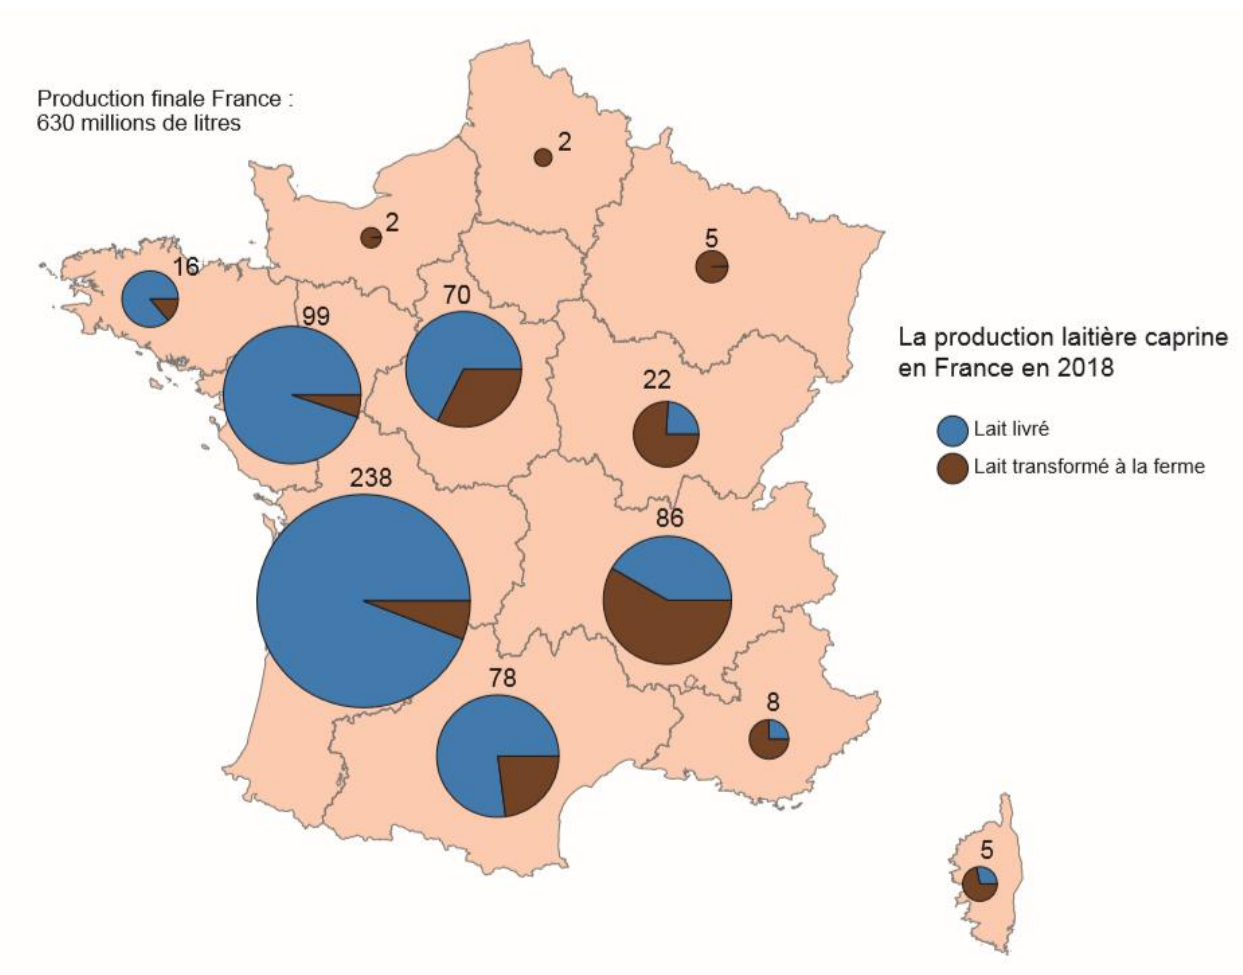 Production finale France :
630 millions de litres
2
2
5
16
70
99
La production laitière caprine
en France en 2018
22
Lait livré
Lait transformé à la ferme
238
86
78
8
5